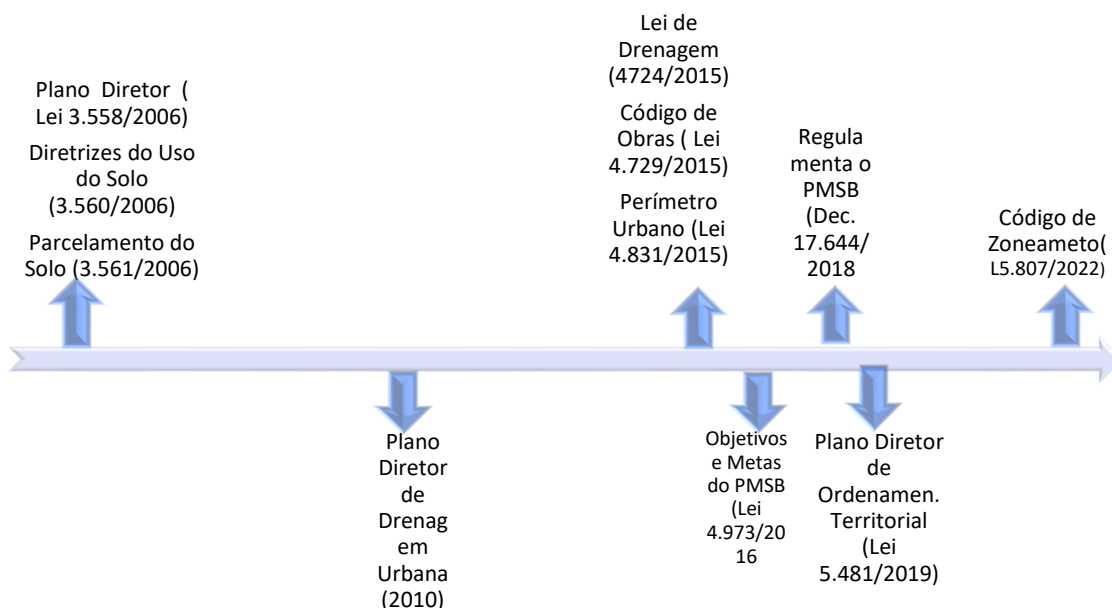 Plano Diretor (
Lei 3.558/2006)
Diretrizes do Uso
do Solo
(3.560/2006)
Parcelamento do
Solo (3.561/2006)
Lei de
Drenagem
(4724/2015)
Código de
Obras ( Lei
4.729/2015)
Perímetro
Urbano (Lei
4.831/2015)
Regula
menta o
PMSB
(Dec.
17.644/
2018
Código de
Zoneameto(
L5.807/2022)
Plano
Diretor
de
Drenag
em
Urbana
(2010)
Objetivos
e Metas
do PMSB
(Lei
4.973/20
16
Plano Diretor
de
Ordenamen.
Territorial
(Lei
5.481/2019)